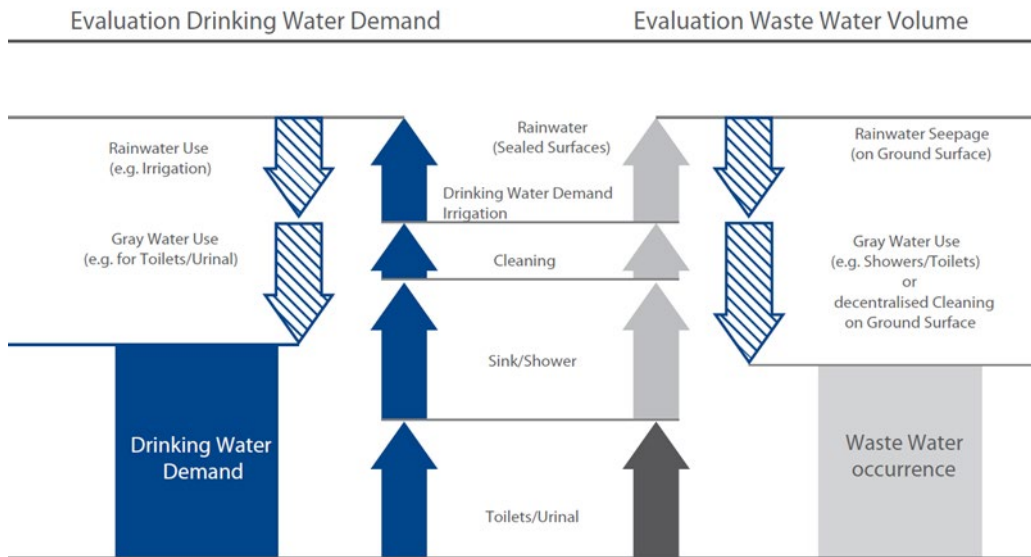 Evaluation Drinking Water Demand
Evaluation Waste Water Volume
Rainwater Use
(e.g. Irrigation)
Gray Water Use
(e.g. for Toilets/Urinal)
Drinking Water
Demand
Rainwater
(Sealed Surfaces)
Drinking Water Demand
Irrigation
Cleaning
Sink/Shower
Toilets/Urinal
Rainwater Seepage
(on Ground Surface)
Gray Water Use
(e.g. Showers/Toilets)
or
decentralised Cleaning
on Ground Surface
Waste Water
occurrence